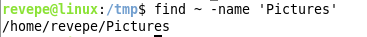 revepe@linux:/tmp$ find ~ -name 'Pictures'
/home/revepe/Pictures